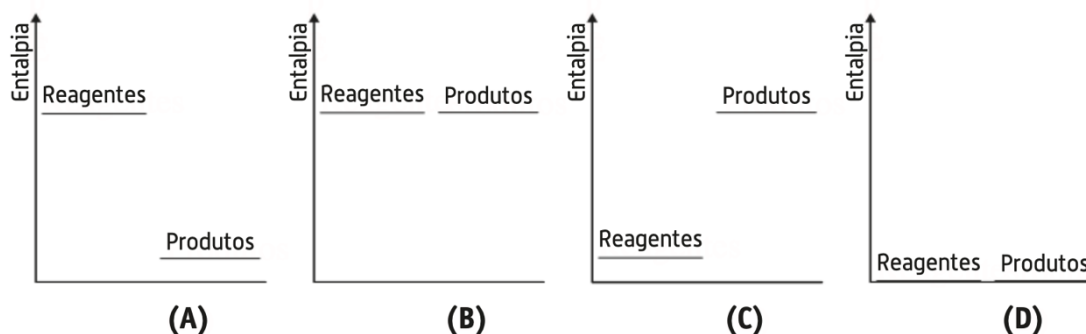 Entalpia
Reagentes
Produtos
(A)
Entalpia
Reagentes
Produtos
(B)
Entalpia
Produtos
Reagentes
(C)
Entalpia
Reagentes
Produtos
(D)